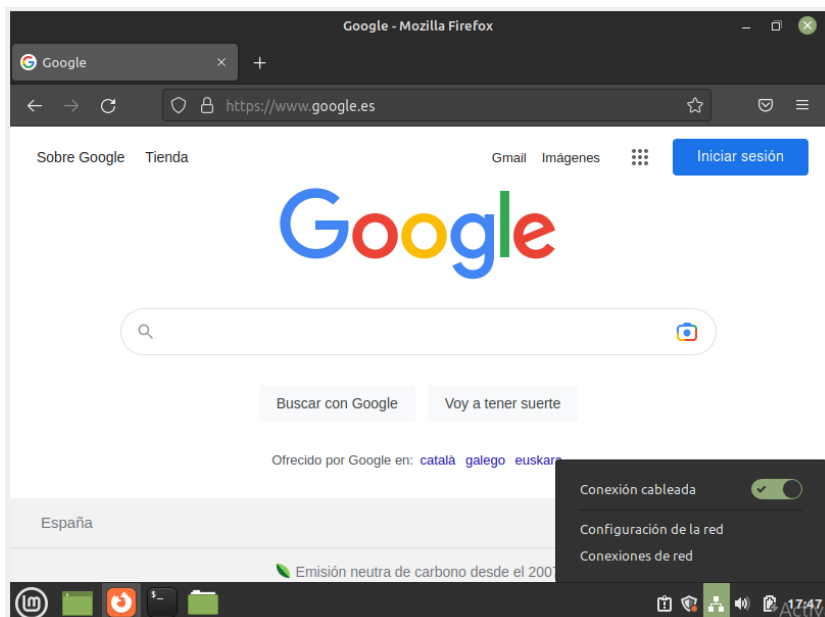 Google - Mozilla Firefox
Google
https://www.google.es
Sobre Google Tienda Gmail Imágenes Iniciar sesión
Google
Buscar con Google Voy a tener suerte
Ofrecido por Google en: català galego euskara
Conexión cableada
España
Configuración de la red
Conexiones de red
Emisión neutra de carbono desde el 2007
$_
17:47
Activ